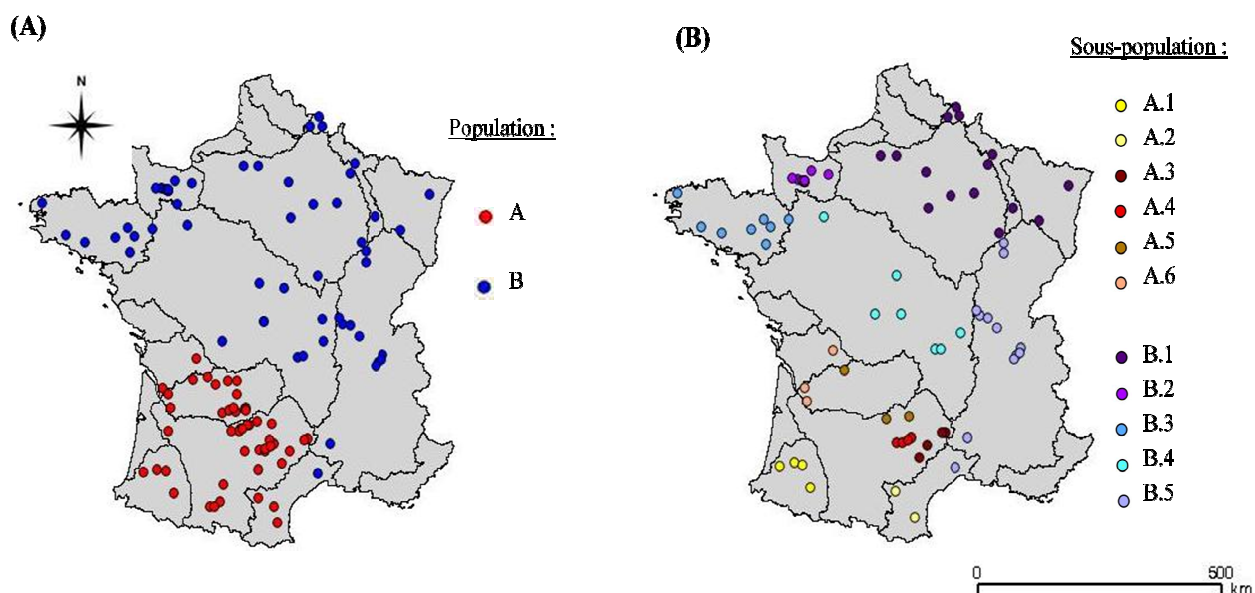 (A)
N
Population :
A
B
(B)
Sous-population :
A.1
A.2
A.3
A.4
A.5
A.6
B.1
B.2
B.3
B.4
B.5
0 500
km